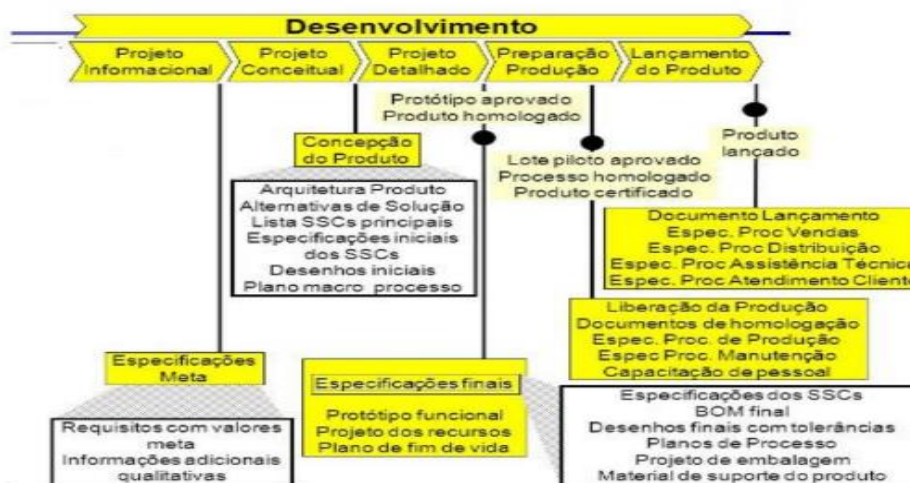 Desenvolvimento
Projeto
Informacional
Projeto
Conceitual
Projeto
Detalhado
Preparação
Produção
Lançamento
do Produto
Protótipo aprovado
Produto homologado
Concepção
do Produto
Arquitetura Produto
Alternativas de Solução
Lista SSCs principais
Especificações iniciais
dos SSCs
Desenhos iniciais
Plano macro processo
Lote piloto aprovado
Processo homologado
Produto certificado
Produto
lançado
Documento Lançamento
Espec. Proc Vendas
Espec. Proc Distribuição
Espec. Proc Assistência Técnica
Espec. Proc Atendimento Cliente
Liberação da Produção
Documentos de homologação
Espec. Proc. de Produção
Espec Proc. Manutenção
Capacitação de pessoal
Especificações
Meta
Requisitos com valores
meta
Informações adicionais
qualitativas
Especificações finais
Protótipo funcional
Projeto dos recursos
Plano de fim de vida
Especificações dos SSCs
BOM final
Desenhos finais com tolerâncias
Planos de Processo
Projeto de embalagem
Material de suporte do produto